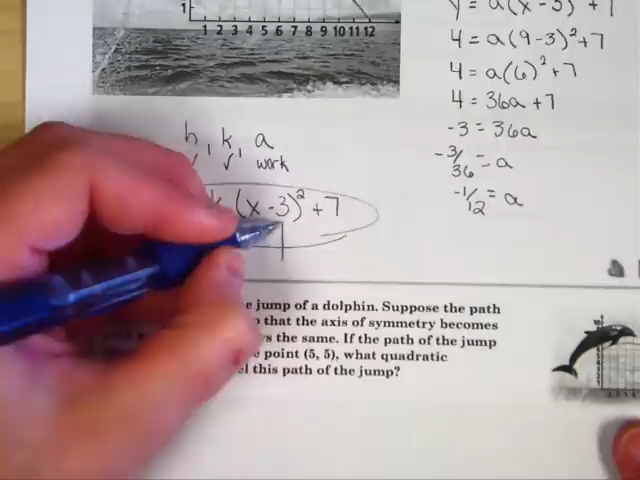 y = a(x-3)² + 7
1
1 2 3 4 5 6 7 8 9 10 11 12
4 = a(9-3)²+7
4 = a(6)²+7
4 = 36a +7
-3 = 36a
-3/36 = a
-1/12 = a
h, k, a
✓ ✓ work
(x-3)² +7
e jump of a dolphin. Suppose the path
that the axis of symmetry becomes
s the same. If the path of the jump
point (5, 5), what quadratic
this path of the jump?